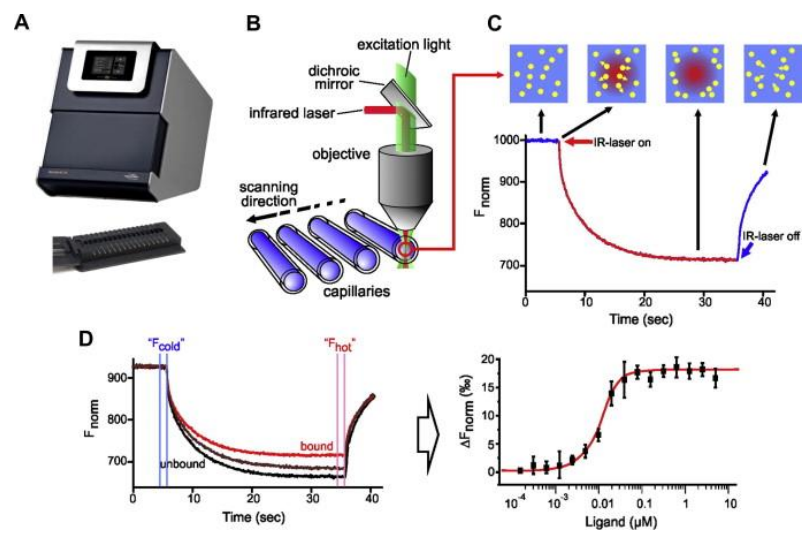 A
B
excitation light
dichroic
mirror
infrared laser
objective
scanning
direction
capillaries
C
1000
900
800
700
F norm
IR-laser on
IR-laser off
0
10
20
30
40
Time (sec)
D
"F cold"
"F hot"
900
800
700
F norm
bound
unbound
0
10
20
30
40
Time (sec)
20
15
10
5
0
ΔF norm (‰)
10-4
10-3
0.01
0.1
1
10
Ligand (µM)